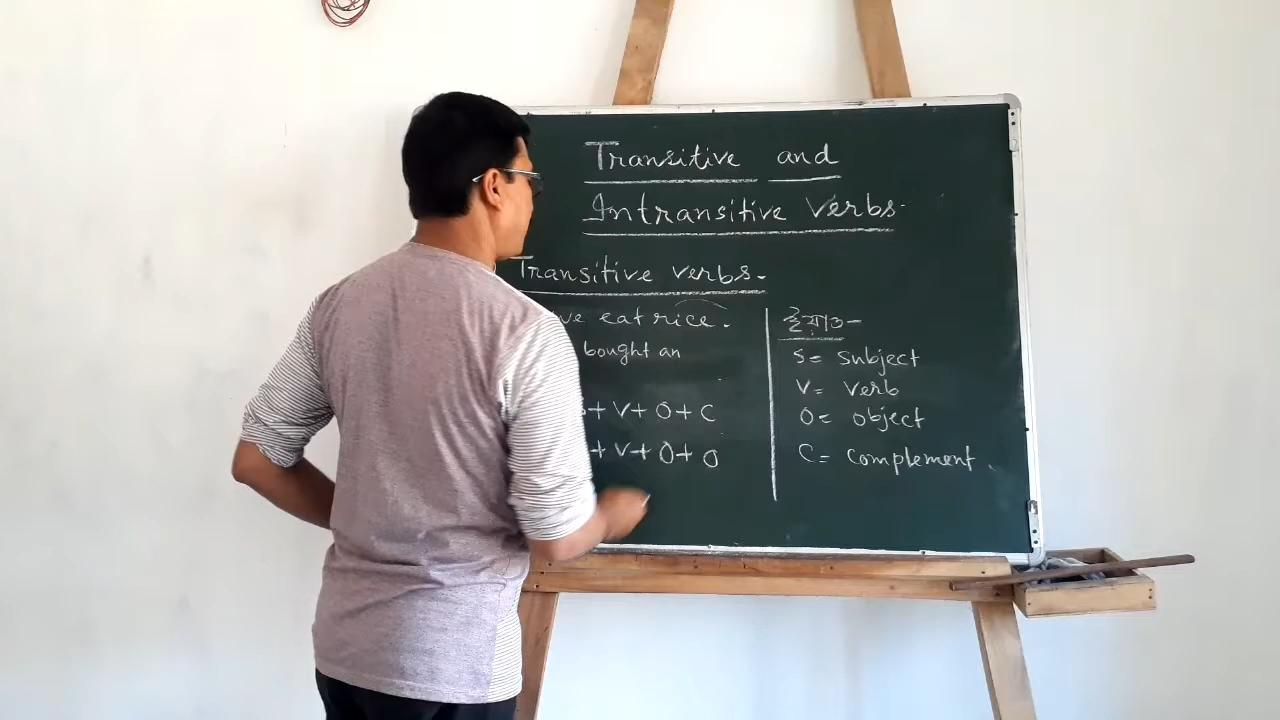 Transitive and
Intransitive Verbs.
Transitive verbs.
we eat rice.
bought an
+ V + O + C
+ V + O + O
S = Subject
V = Verb
O = Object
C = Complement.